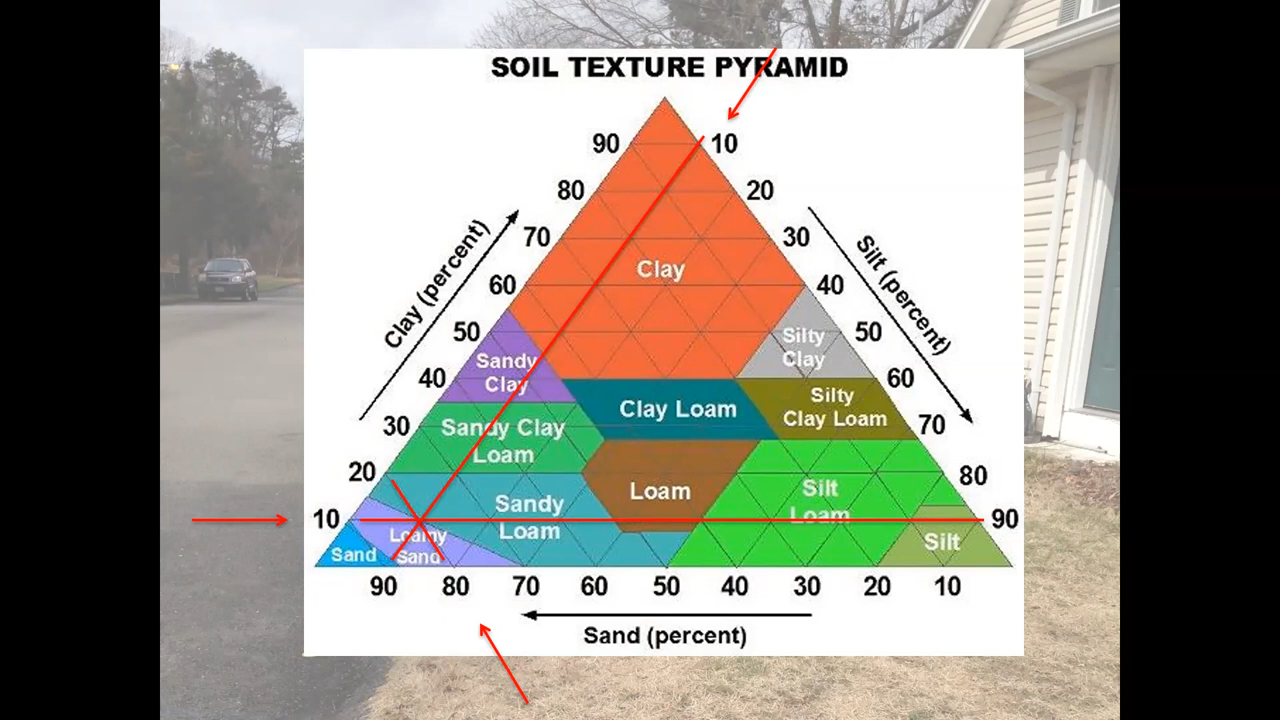 SOIL TEXTURE PYRAMID
90
10
80
20
70
30
Clay (percent)
Silt (percent)
Clay
60
40
50
50
Silty
Clay
Sandy
Clay
40
60
Silty
Clay Loam
Clay Loam
30
70
Sandy Clay
Loam
20
80
Loam
Silt
Loam
Sandy
Loam
10
90
Loamy
Sand
Sand
Silt
90
80
70
60
50
40
30
20
10
Sand (percent)